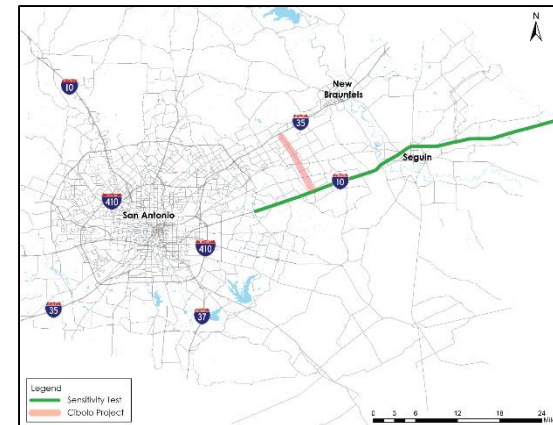 N
10
New
Braunfels
35
Seguin
10
410
San Antonio
410
35
37
Legend
Sensitivity Test
Cibolo Project
0 3 6 12 18 24